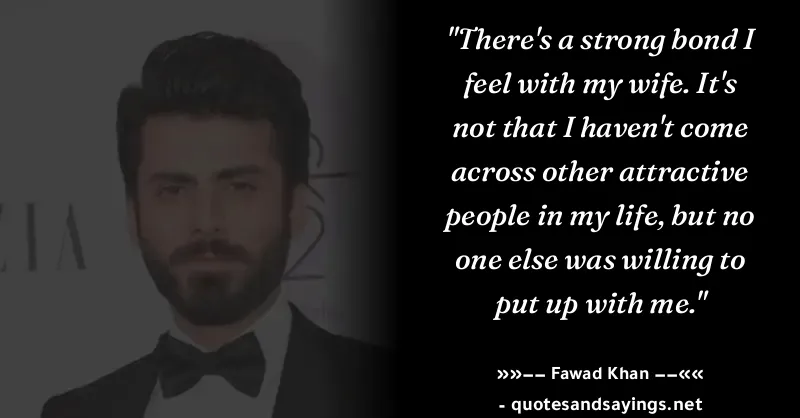 "There's a strong bond I
feel with my wife. It's
not that I haven't come
across other attractive
people in my life, but no
one else was willing to
put up with me."
»»−− Fawad Khan −−««
- quotesandsayings.net
ZIA